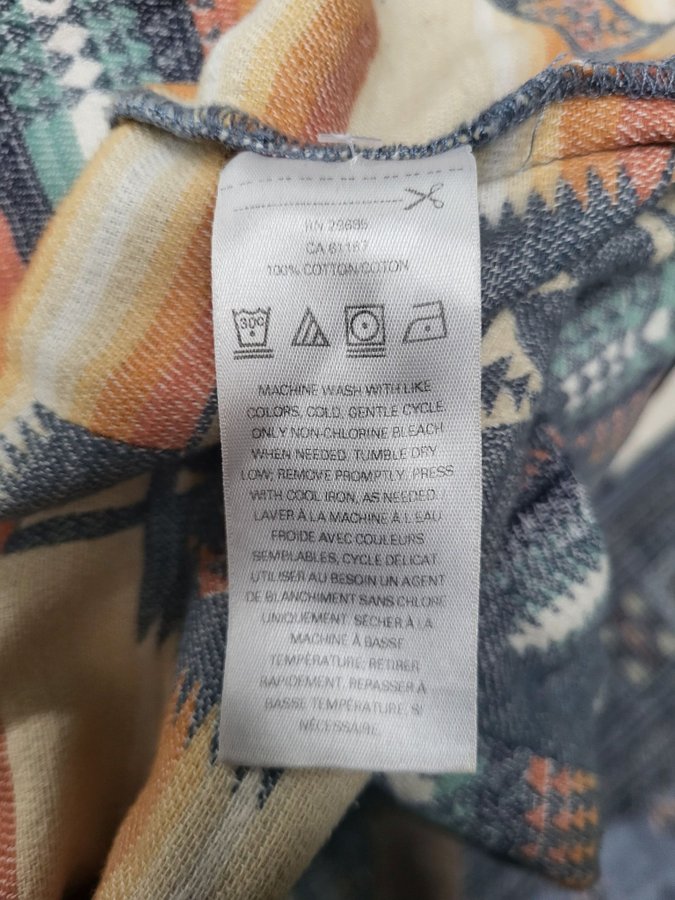 RN 29685
CA 61167
100% COTTON/COTON
30C
MACHINE WASH WITH LIKE
COLORS, COLD, GENTLE CYCLE,
ONLY NON-CHLORINE BLEACH
WHEN NEEDED, TUMBLE DRY
LOW; REMOVE PROMPTLY, PRESS
WITH COOL IRON, AS NEEDED.
LAVER À LA MACHINE À L'EAU
FROIDE AVEC COULEURS
SEMBLABLES, CYCLE DÉLICAT.
UTILISER AU BESOIN UN AGENT
DE BLANCHIMENT SANS CHLORE
UNIQUEMENT. SÉCHER À LA
MACHINE À BASSE
TEMPÉRATURE; RETIRER
RAPIDEMENT. REPASSER À
BASSE TEMPÉRATURE, SI
NÉCESSAIRE.